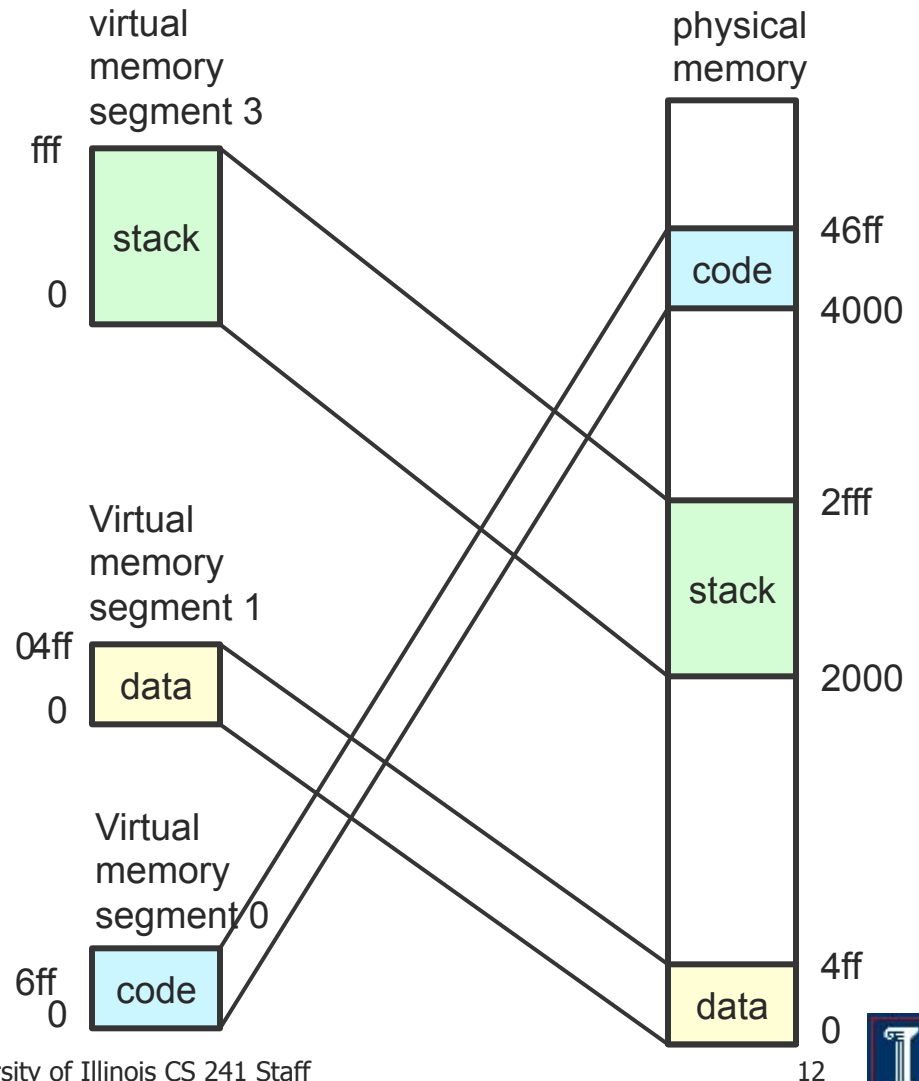 virtual
memory
segment 3
fff
stack
0
Virtual
memory
segment 1
04ff
data
0
Virtual
memory
segment 0
6ff
code
0
physical
memory
46ff
code
4000
2fff
stack
2000
4ff
data
0
rsity of Illinois CS 241 Staff
12